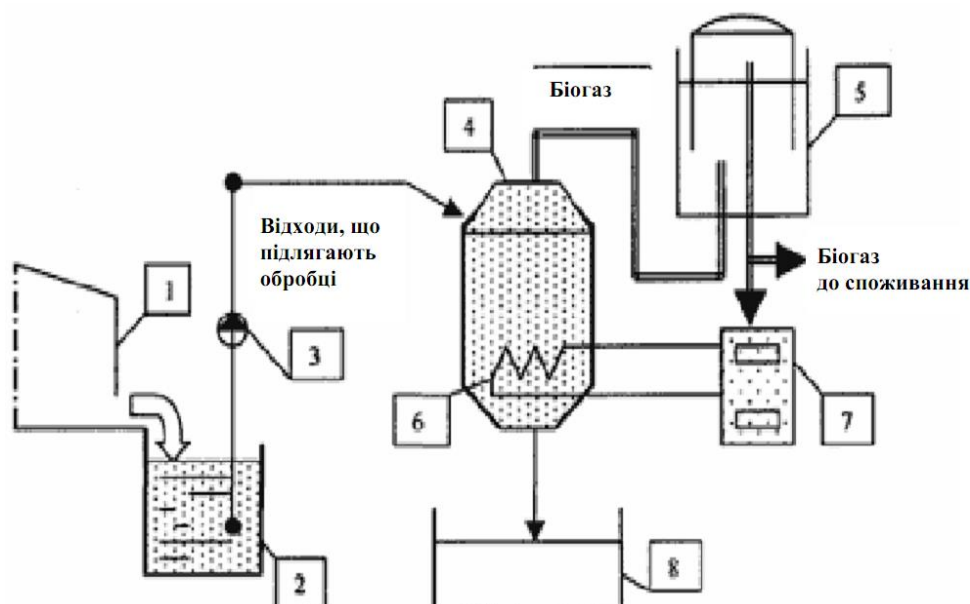 Біогаз
5
4
Відходи, що
підлягають
обробці
Біогаз
до споживання
1
3
6
7
2
8